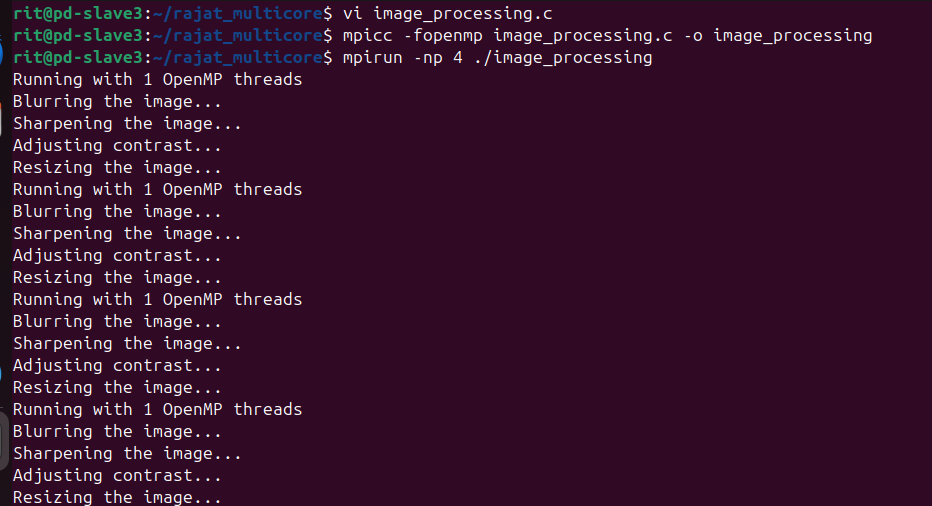 rit@pd-slave3:~/rajat_multicore$ vi image_processing.c
rit@pd-slave3:~/rajat_multicore$ mpicc -fopenmp image_processing.c -o image_processing
rit@pd-slave3:~/rajat_multicore$ mpirun -np 4 ./image_processing
Running with 1 OpenMP threads
Blurring the image...
Sharpening the image...
Adjusting contrast...
Resizing the image...
Running with 1 OpenMP threads
Blurring the image...
Sharpening the image...
Adjusting contrast...
Resizing the image...
Running with 1 OpenMP threads
Blurring the image...
Sharpening the image...
Adjusting contrast...
Resizing the image...
Running with 1 OpenMP threads
Blurring the image...
Sharpening the image...
Adjusting contrast...
Resizing the image...